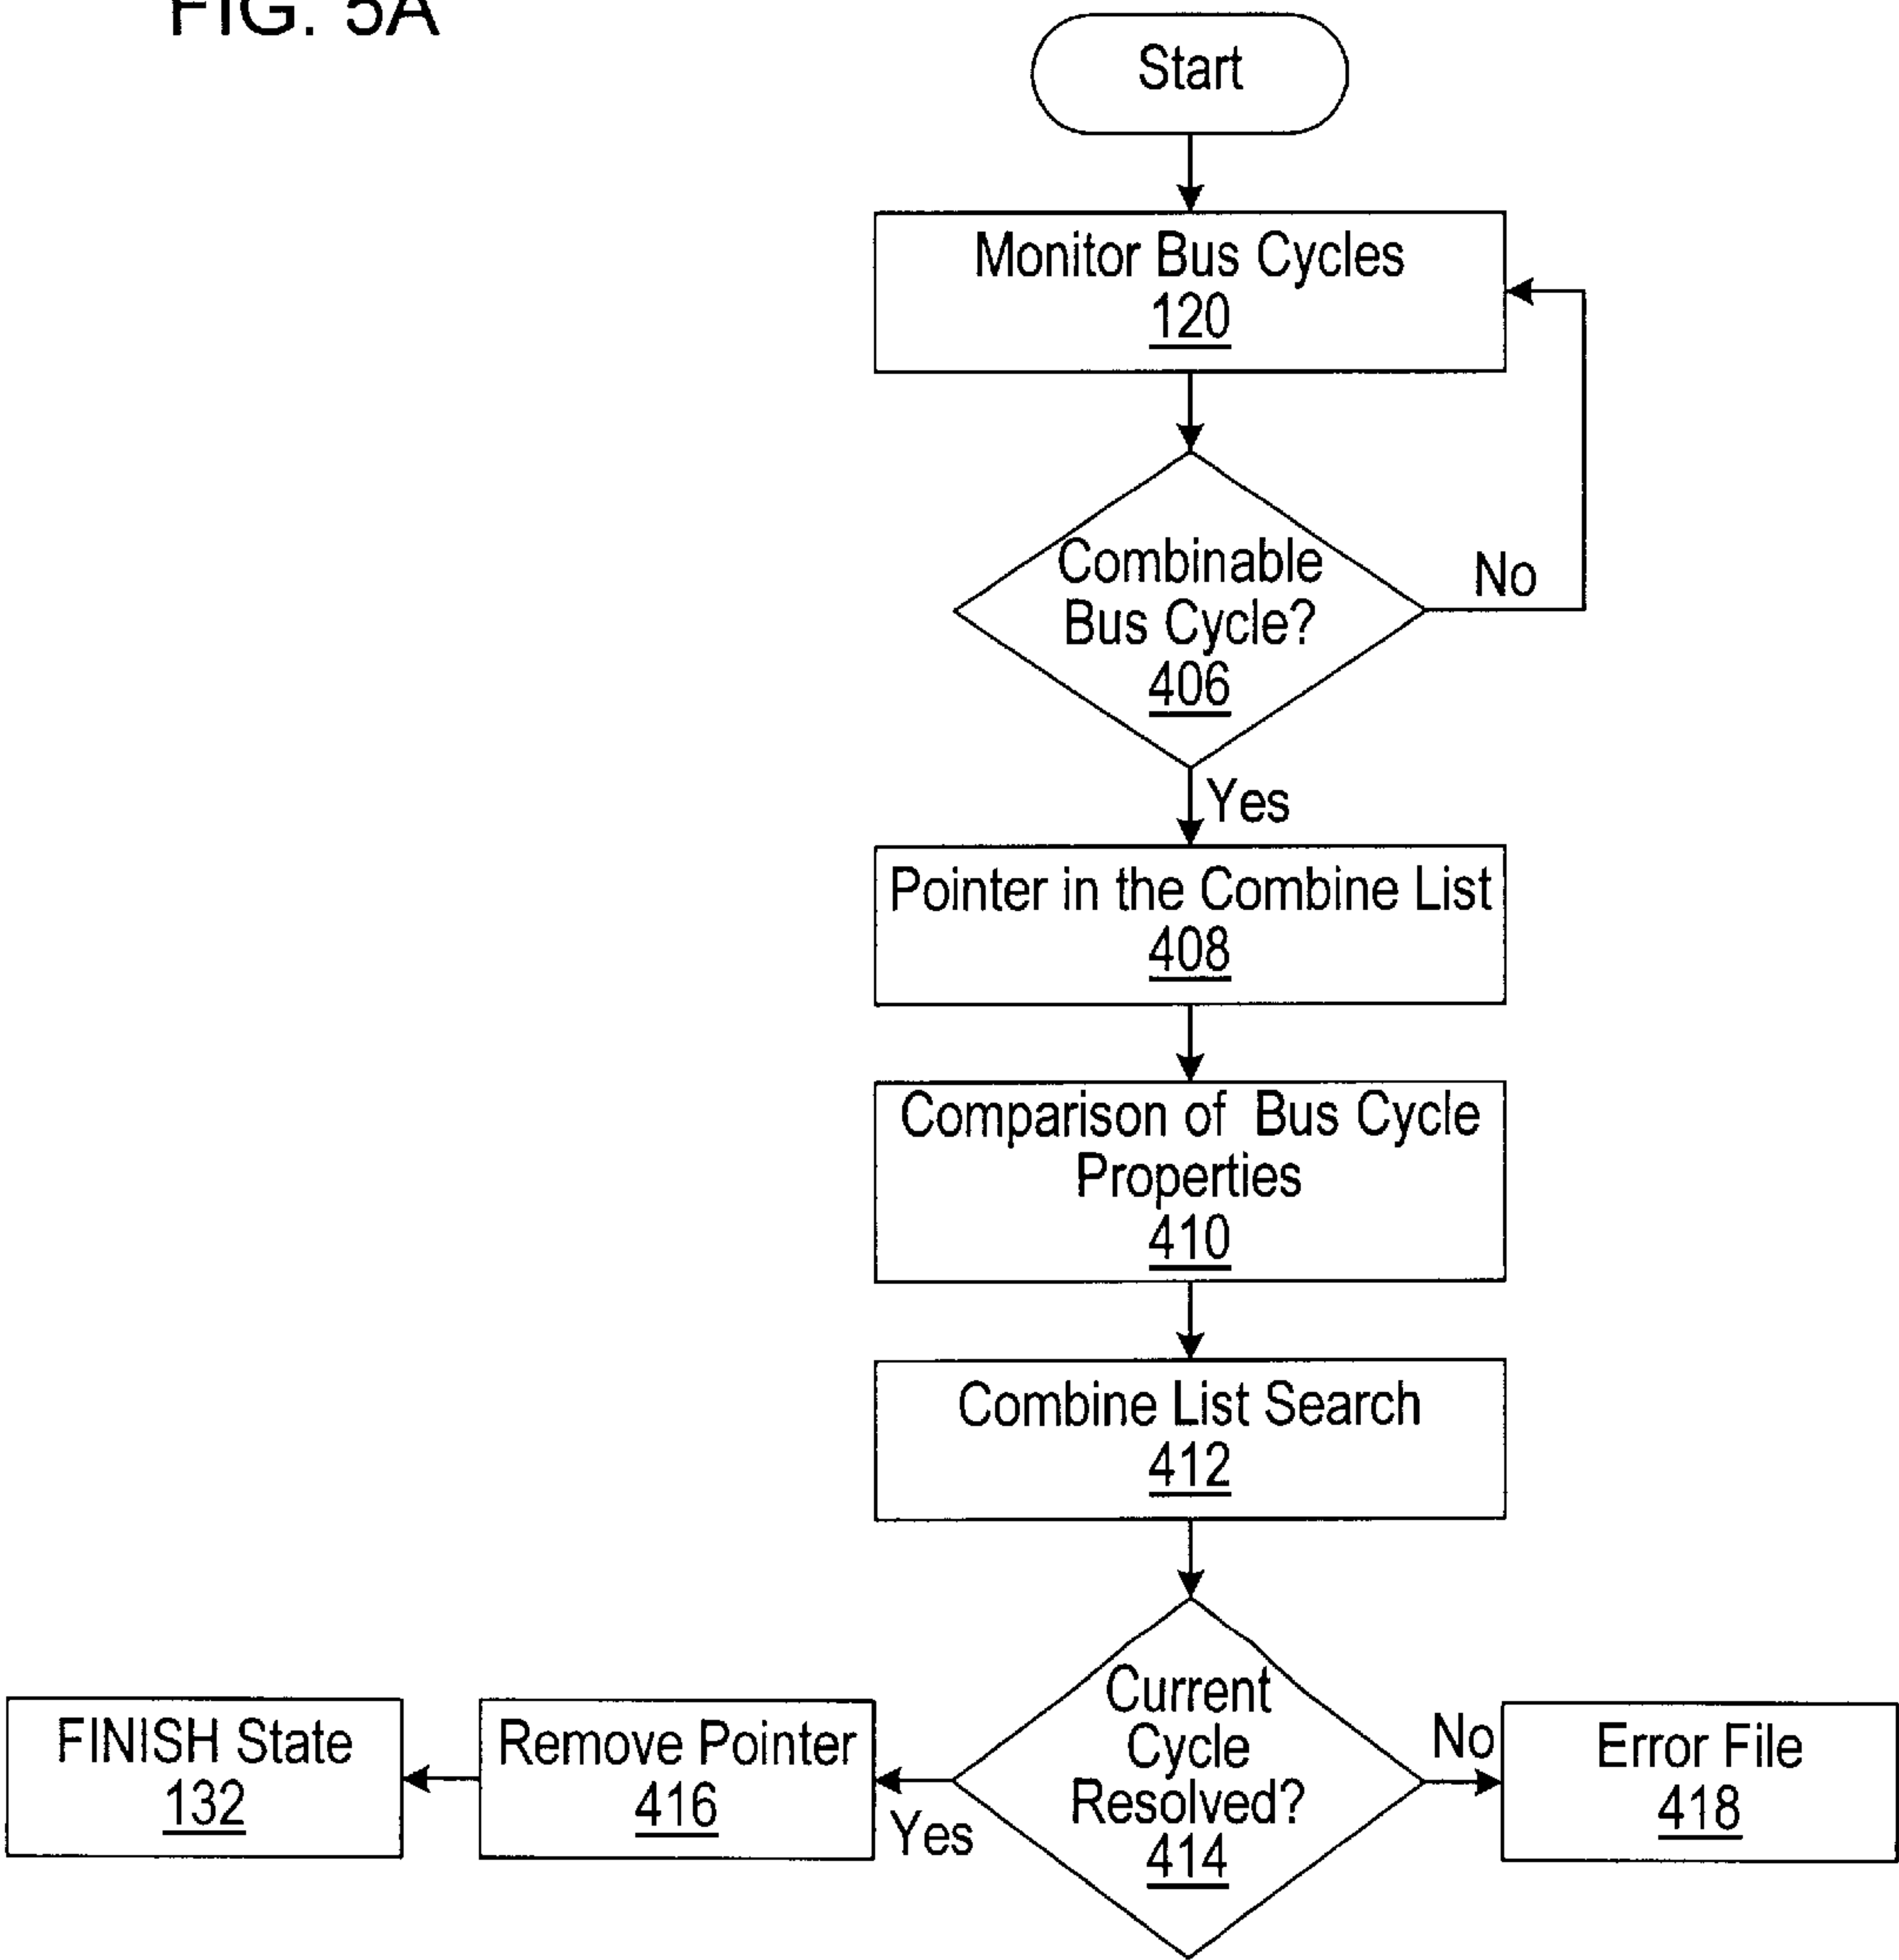 FIG. 5A
Start
Monitor Bus Cycles
120
Combinable
Bus Cycle?
406
No
Yes
Pointer in the Combine List
408
Comparison of Bus Cycle
Properties
410
Combine List Search
412
Current
Cycle
Resolved?
414
Yes
No
Remove Pointer
416
FINISH State
132
Error File
418